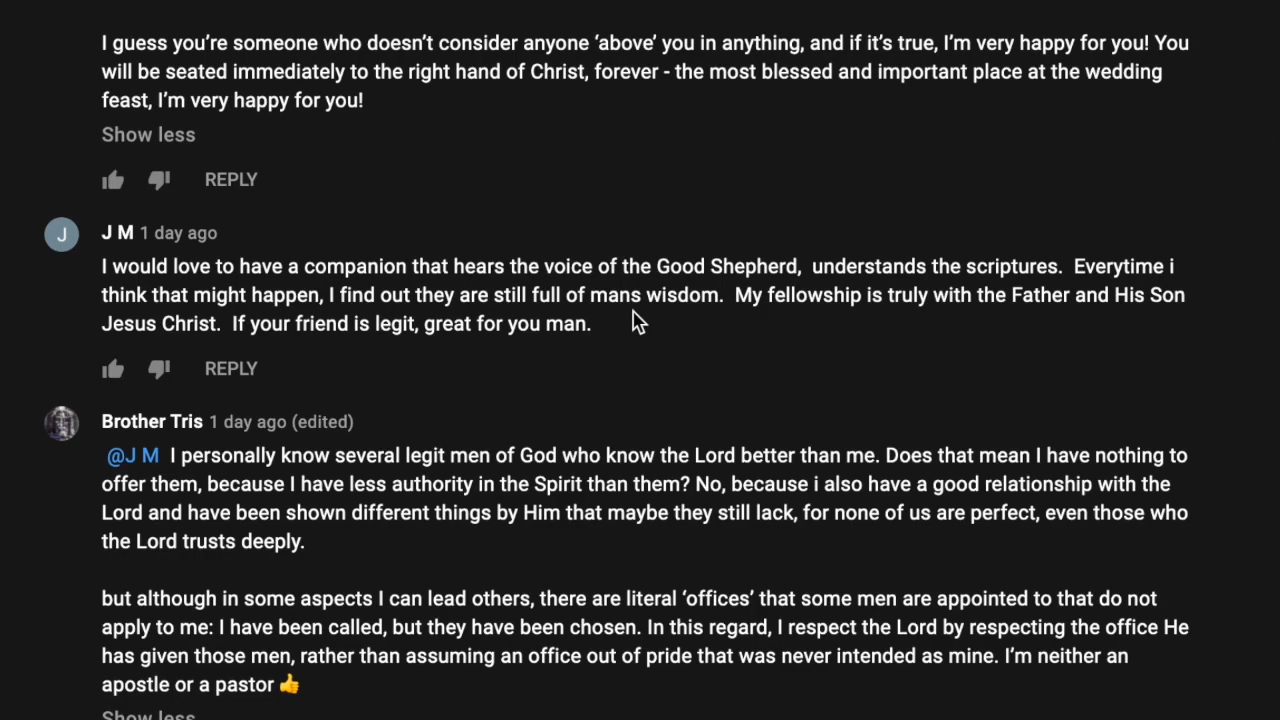 I guess you're someone who doesn't consider anyone ‘above’ you in anything, and if it's true, I'm very happy for you! You
will be seated immediately to the right hand of Christ, forever - the most blessed and important place at the wedding
feast, I'm very happy for you!
Show less
REPLY
J
J M 1 day ago
I would love to have a companion that hears the voice of the Good Shepherd,  understands the scriptures.  Everytime i
think that might happen, I find out they are still full of mans wisdom.  My fellowship is truly with the Father and His Son
Jesus Christ.  If your friend is legit, great for you man.
REPLY
Brother Tris 1 day ago (edited)
@J M I personally know several legit men of God who know the Lord better than me. Does that mean I have nothing to
offer them, because I have less authority in the Spirit than them? No, because i also have a good relationship with the
Lord and have been shown different things by Him that maybe they still lack, for none of us are perfect, even those who
the Lord trusts deeply.
but although in some aspects I can lead others, there are literal ‘offices’ that some men are appointed to that do not
apply to me: I have been called, but they have been chosen. In this regard, I respect the Lord by respecting the office He
has given those men, rather than assuming an office out of pride that was never intended as mine. I'm neither an
apostle or a pastor 👍
Show less